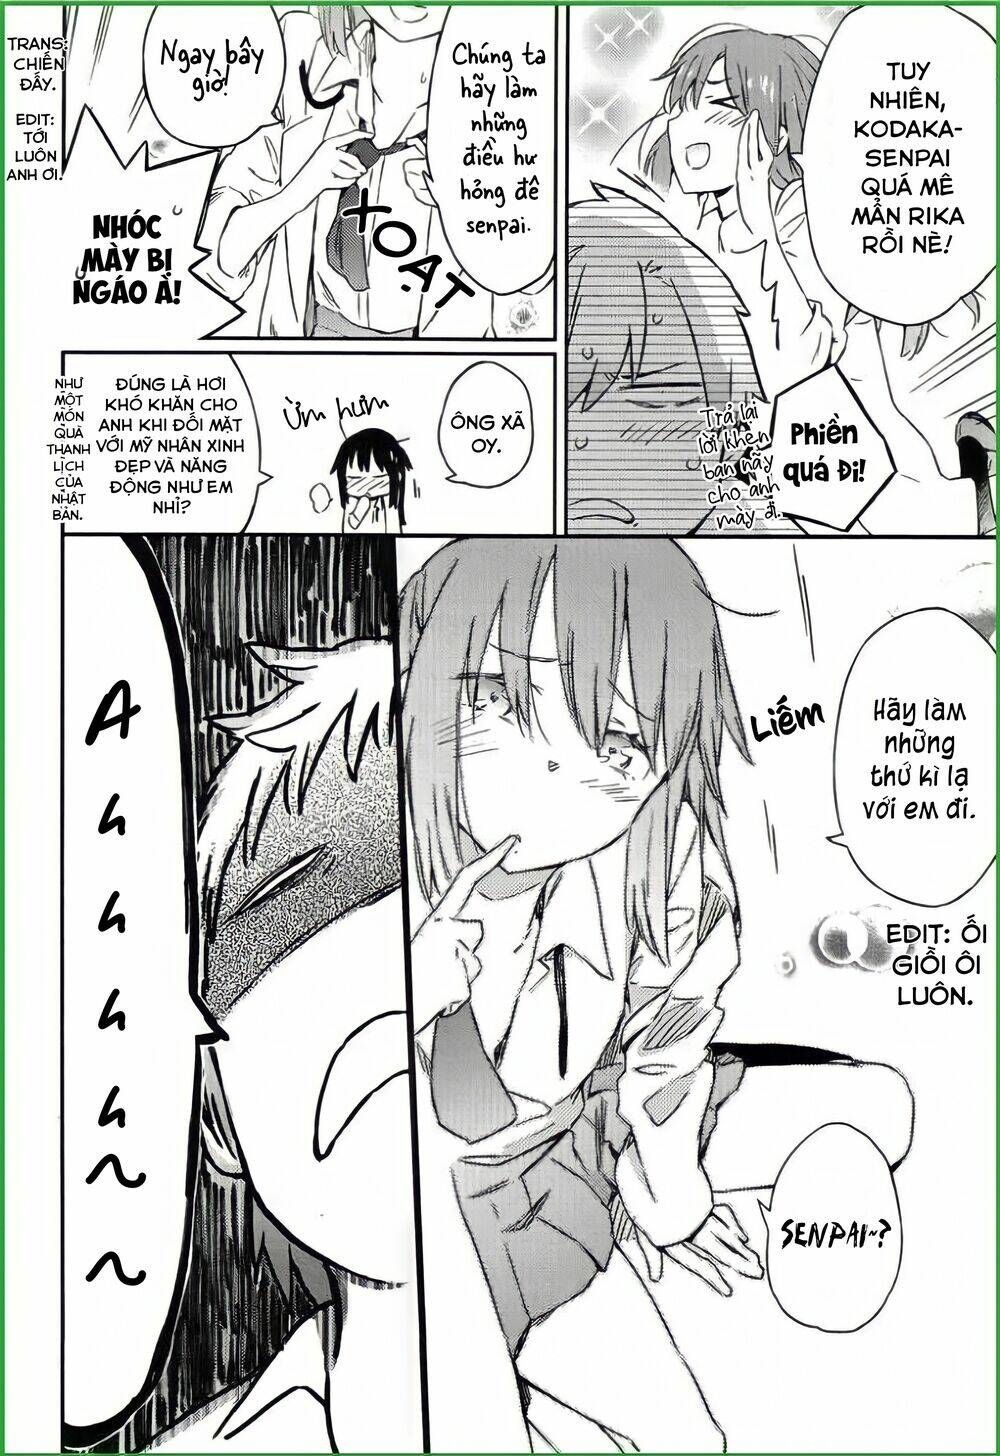 TUY
NHIÊN,
KODAKA-
SENPAI
QUÁ MÊ
MẨN RIKA
RỒI NÈ!
Phiền
quá Đi!
Trả lại
lời khen
ban nãy
cho anh
mày đi.
Chúng ta
hãy làm
những
điều hư
hỏng đê
senpai.
Ngay bây
giờ!
XOẠT
NHÓC
MÀY BỊ
NGÁO À!
TRANS:
CHIẾN
ĐẤY.
EDIT:
TỚI
LUÔN
ANH ƠI.
ÔNG XÃ
OY.
Ừm hưm
ĐÚNG LÀ HƠI
KHÓ KHĂN CHO
ANH KHI ĐỐI MẶT
VỚI MỸ NHÂN XINH
ĐẸP VÀ NĂNG
ĐỘNG NHƯ EM
NHỈ?
NHƯ
MỘT
MÓN
QUÀ
THANH
LỊCH
CỦA
NHẬT
BẢN.
Hãy làm
những
thứ kì lạ
với em đi.
Liếm
EDIT: ỐI
GIỒI ÔI
LUÔN.
SENPAI~?
A
h
h
h
h
~
~